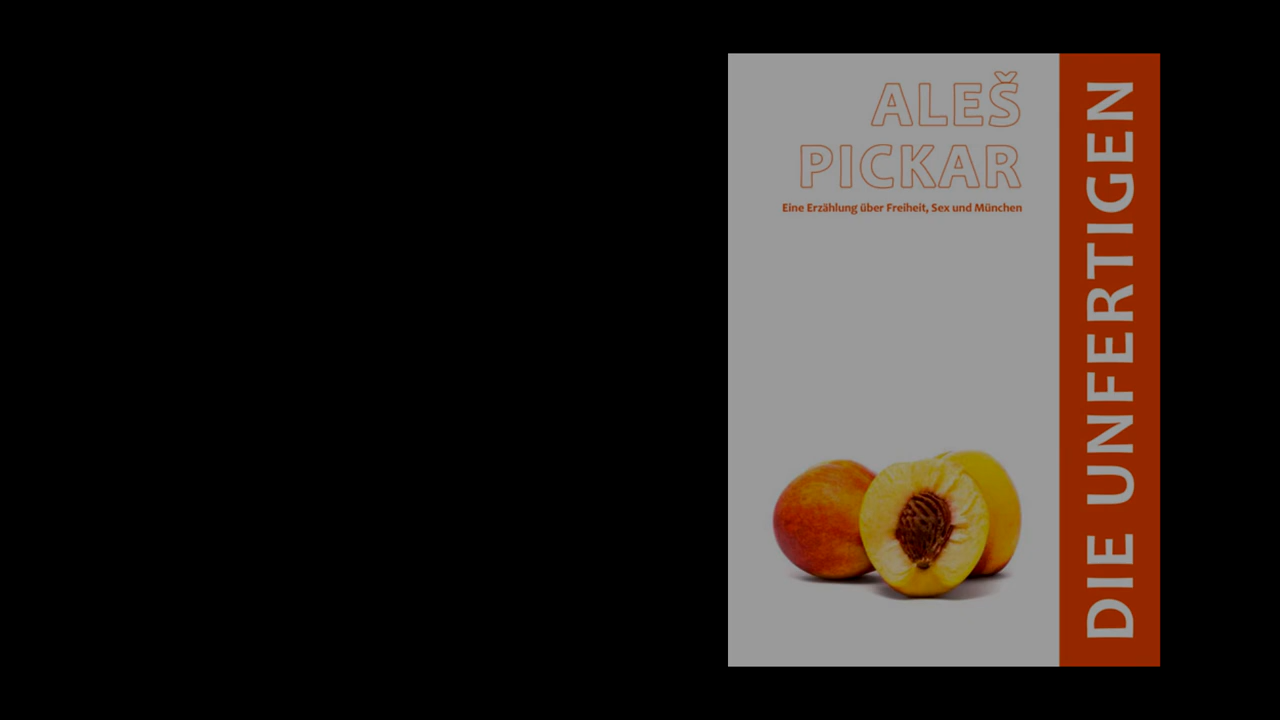 ALEŠ
PICKAR
Eine Erzählung über Freiheit, Sex und München
DIE UNFERTIGEN